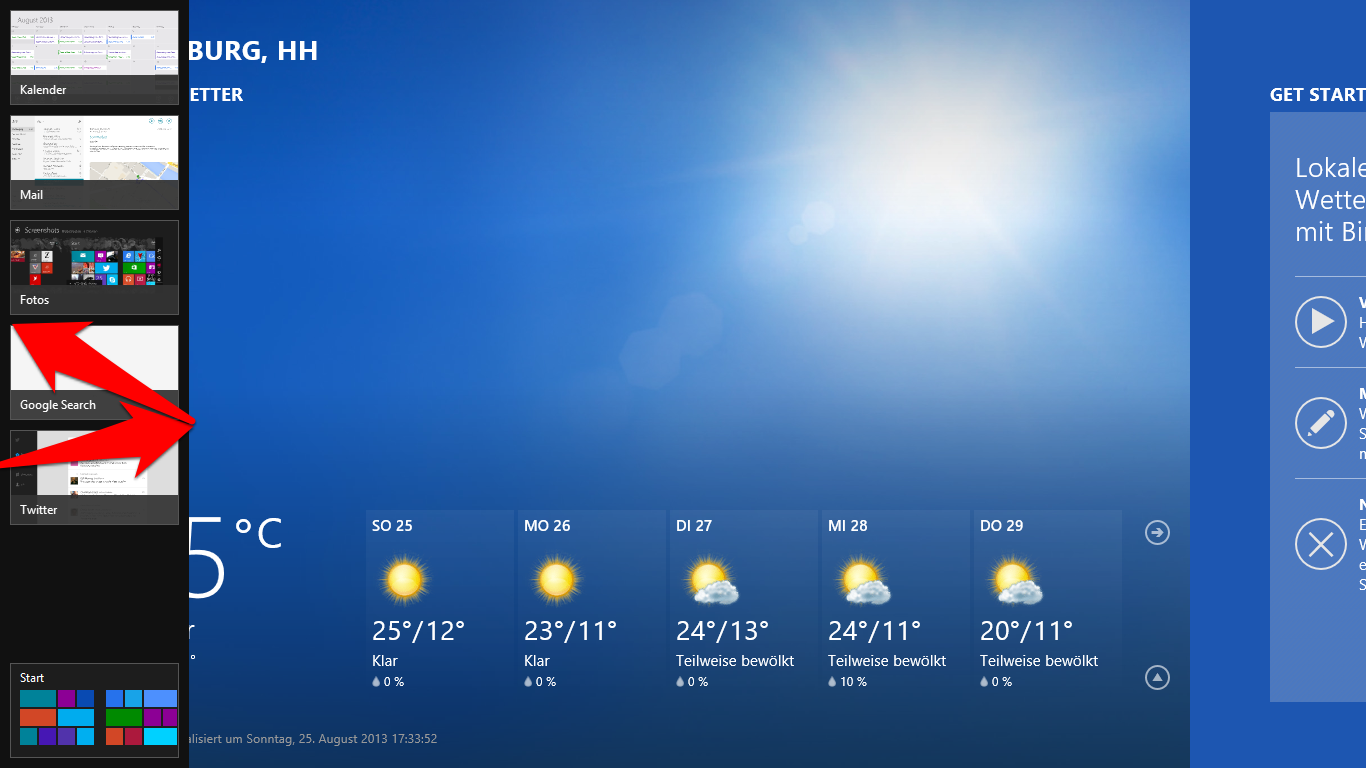 August 2013
Kalender
Mail
Screenshots
Fotos
Google Search
Twitter
Start
BURG, HH
ETTER
5°C
r
°
SO 25
25°/12°
Klar
0 %
MO 26
23°/11°
Klar
0 %
DI 27
24°/13°
Teilweise bewölkt
0 %
MI 28
24°/11°
Teilweise bewölkt
10 %
DO 29
20°/11°
Teilweise bewölkt
0 %
alisiert um Sonntag, 25. August 2013 17:33:52
GET START
Lokale
Wette
mit Bi
V
H
W
M
W
S
m
N
E
W
e
S